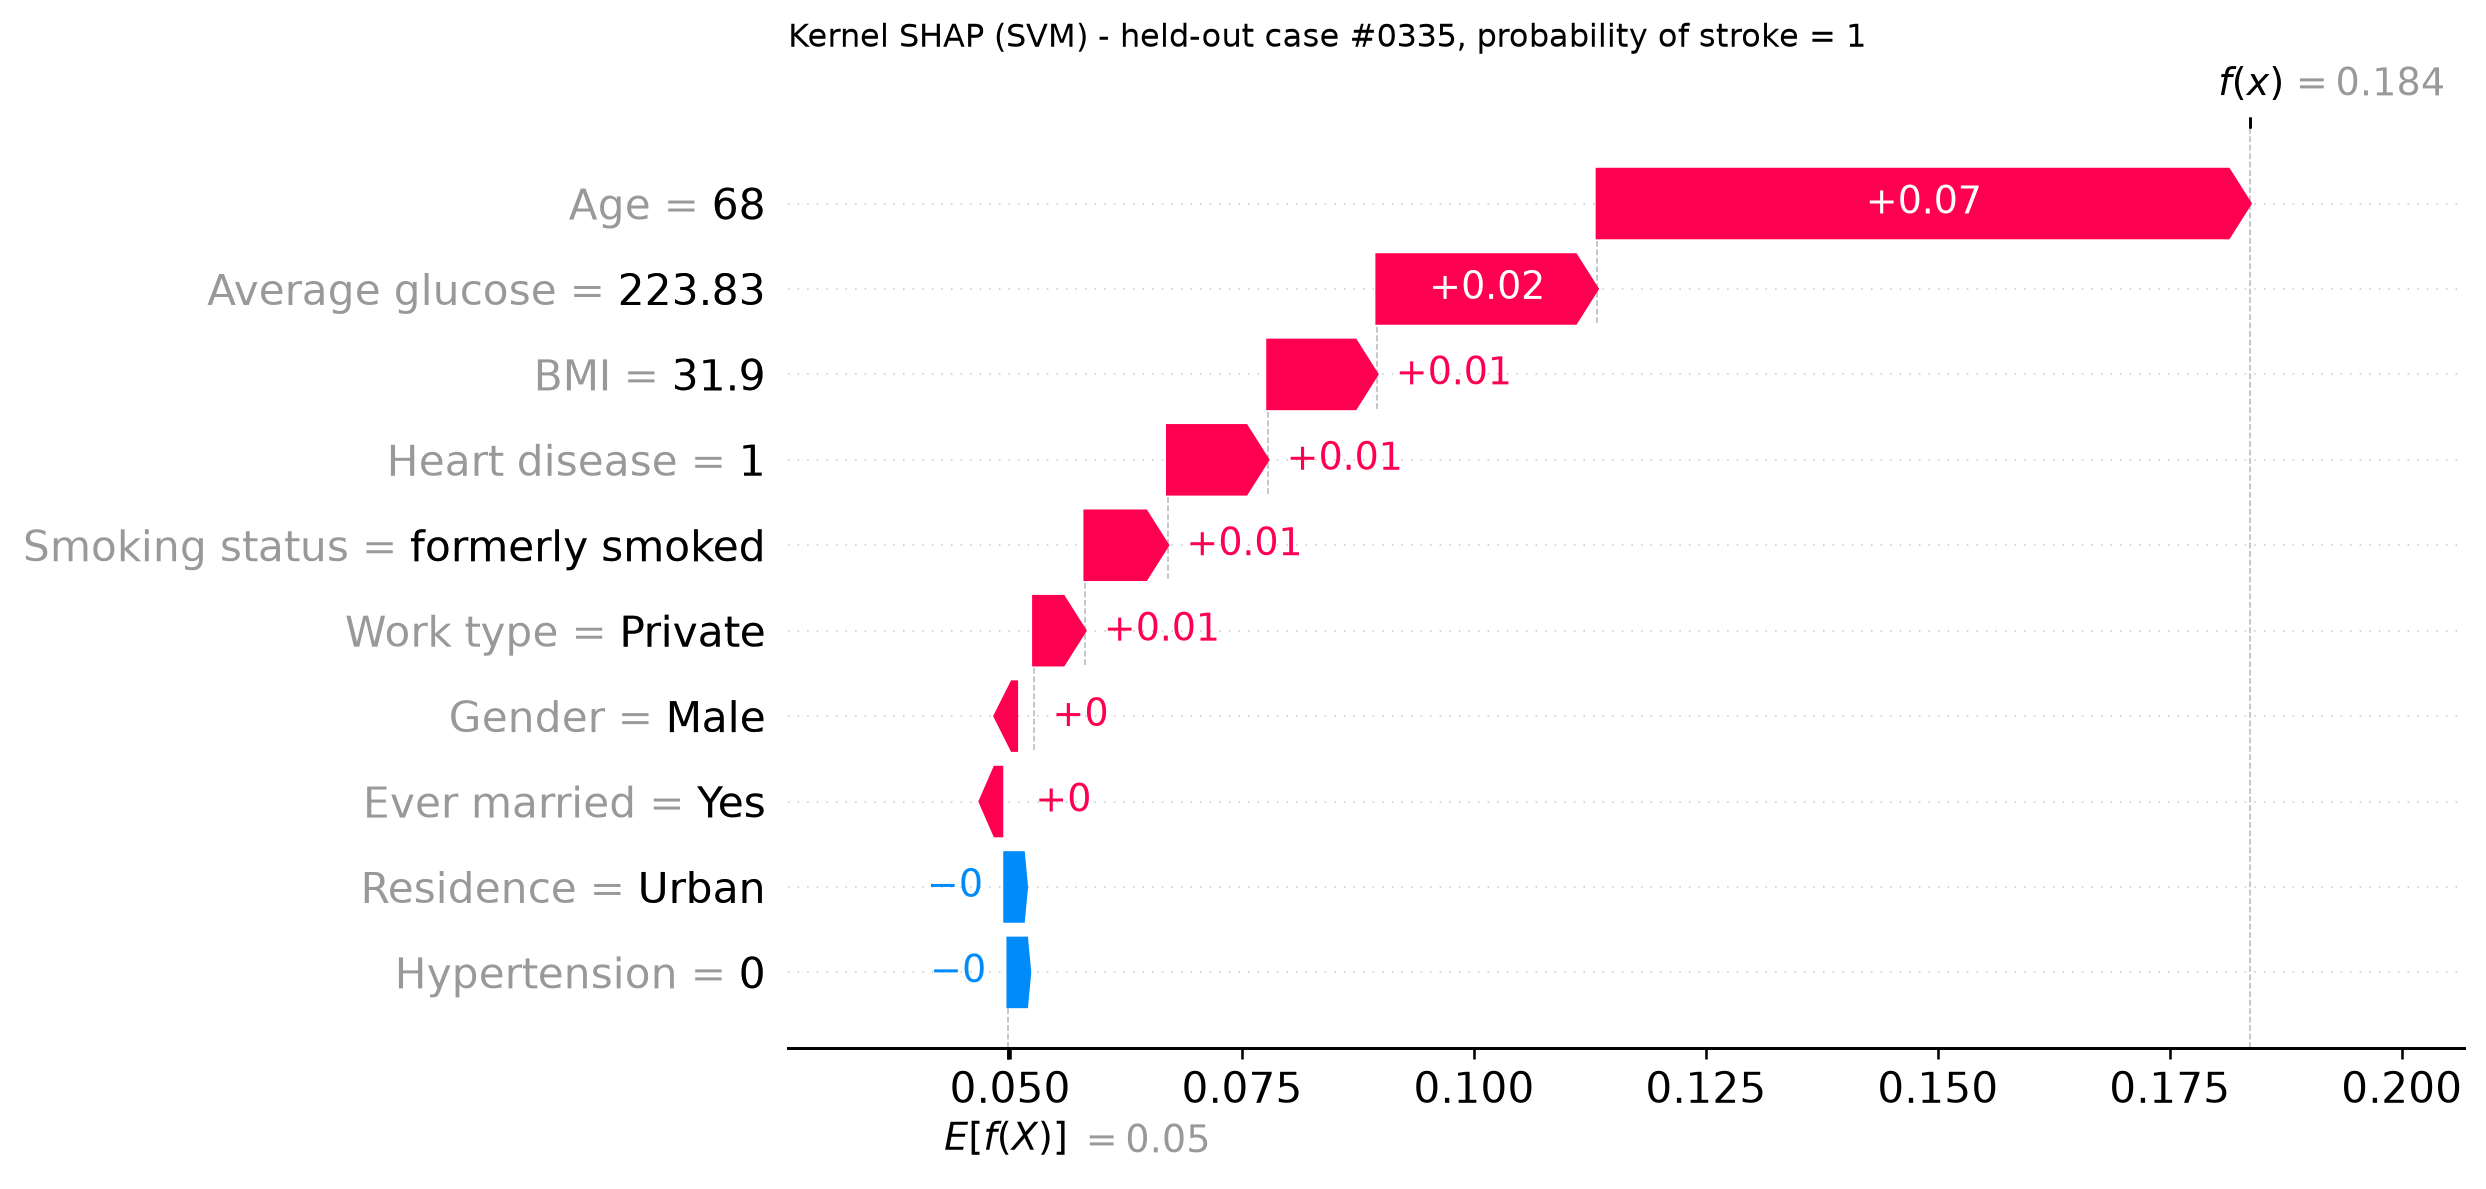 Kernel SHAP (SVM) - held-out case #0335, probability of stroke = 1
f(x) = 0.184
Age = 68
+0.07
Average glucose = 223.83
+0.02
BMI = 31.9
+0.01
Heart disease = 1
+0.01
Smoking status = formerly smoked
+0.01
Work type = Private
+0.01
Gender = Male
+0
Ever married = Yes
+0
Residence = Urban
−0
Hypertension = 0
−0
0.050 0.075 0.100 0.125 0.150 0.175 0.200
E[f(X)] = 0.05